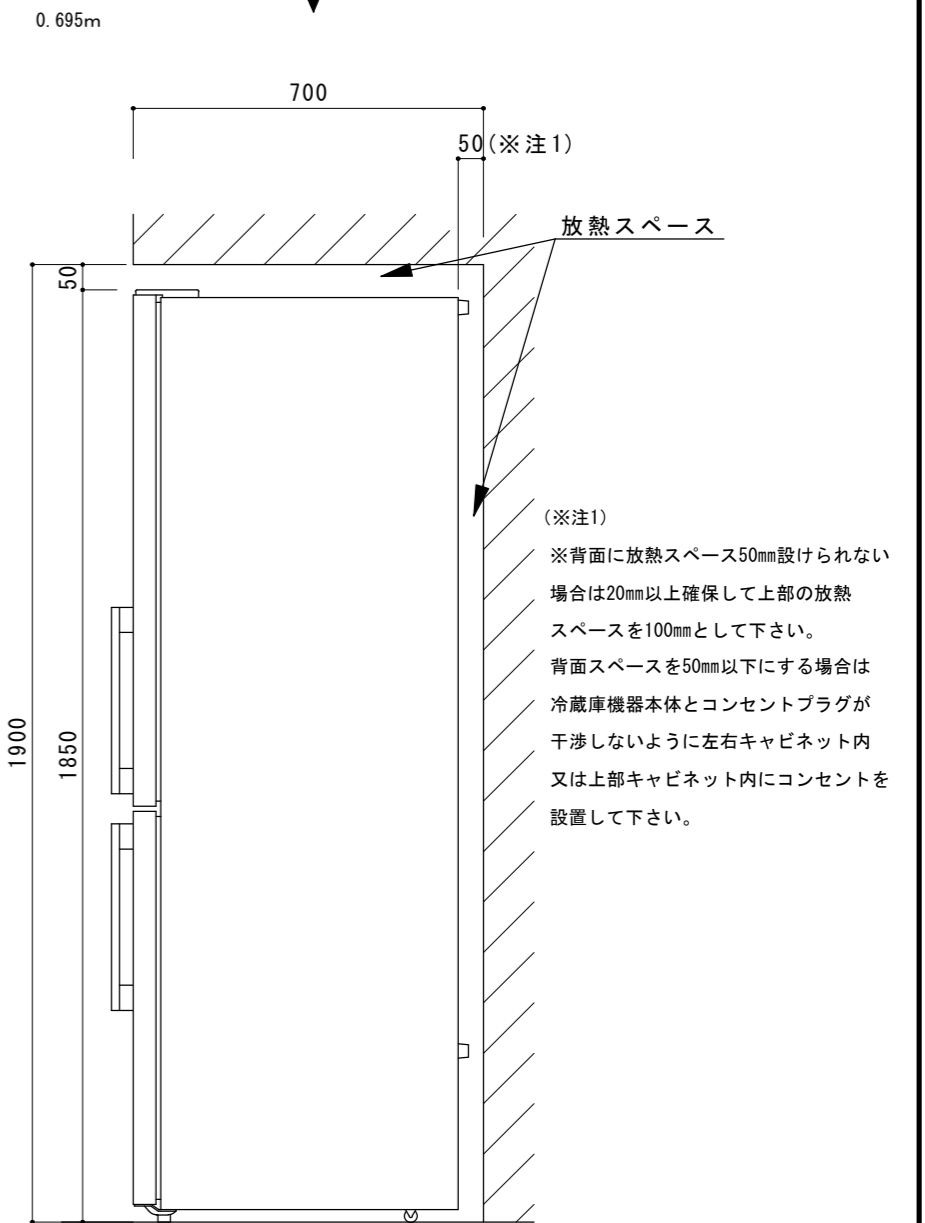 0.695m
700
50(※注1)
放熱スペース
50
1900
1850
(※注1)
※背面に放熱スペース50㎜設けられない
場合は20㎜以上確保して上部の放熱
スペースを100㎜として下さい。
背面スペースを50㎜以下にする場合は
冷蔵庫機器本体とコンセントプラグが
干渉しないように左右キャビネット内
又は上部キャビネット内にコンセントを
設置して下さい。